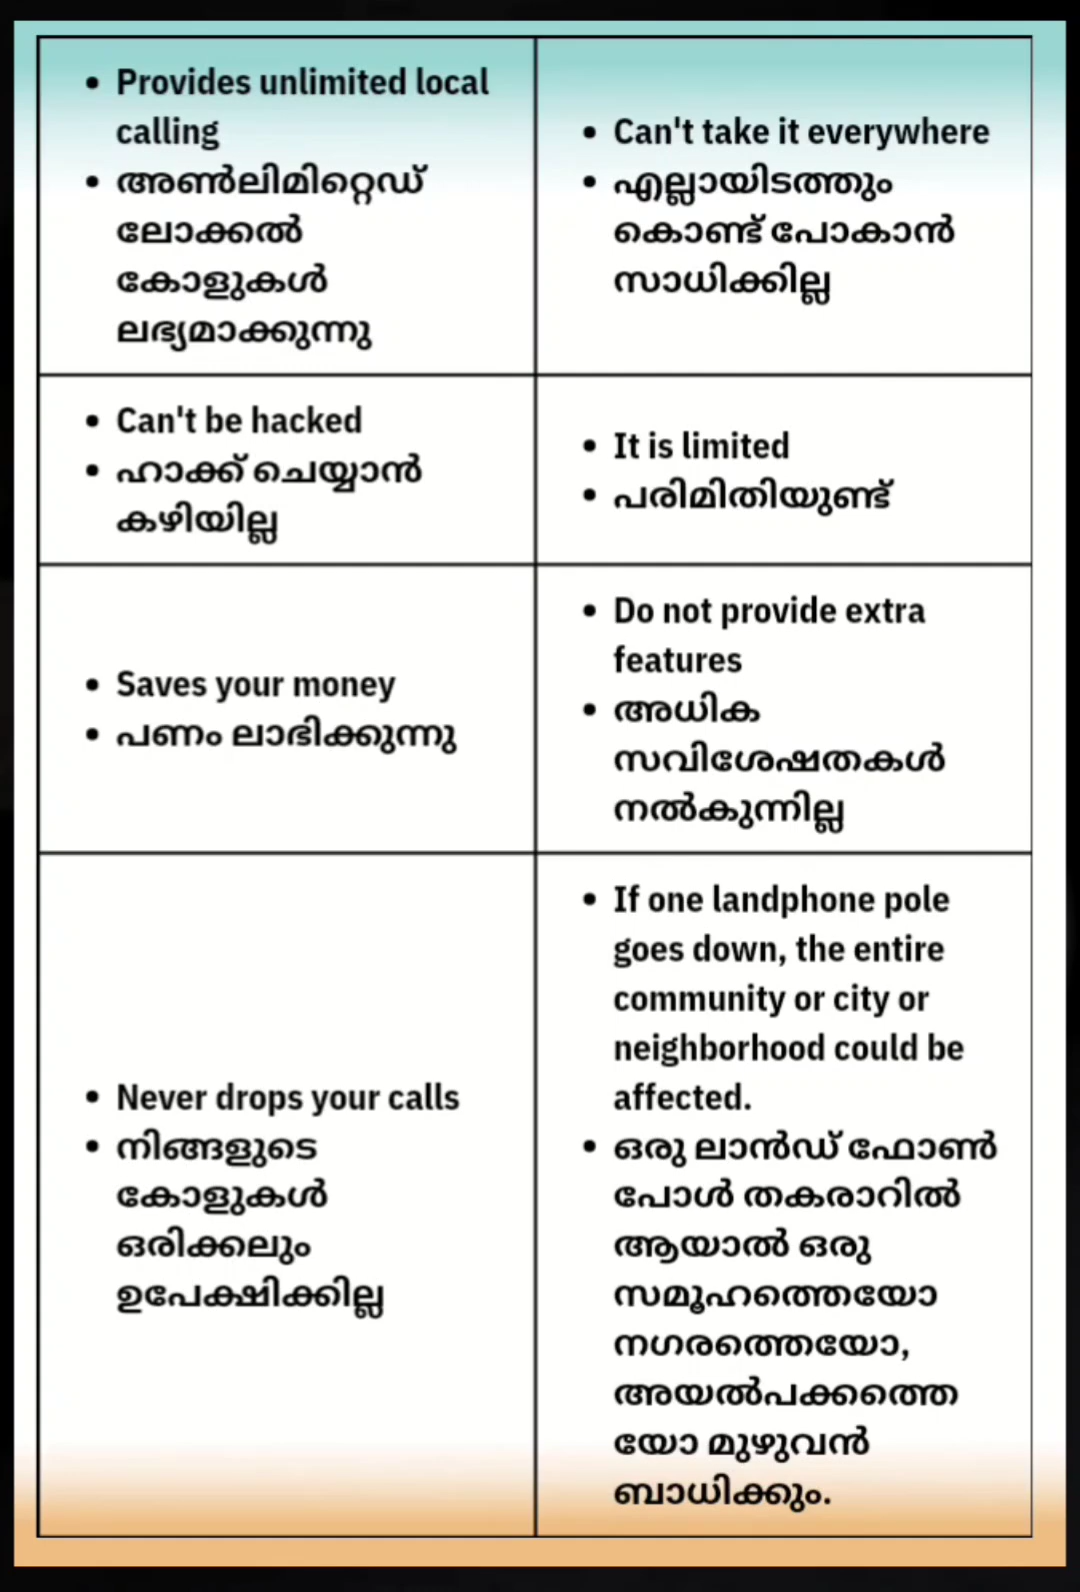 • Provides unlimited local
calling
• അൺലിമിറ്റെഡ്
ലോക്കൽ
കോളുകൾ
ലഭ്യമാക്കുന്നു
• Can't take it everywhere
• എല്ലായിടത്തും
കൊണ്ട് പോകാൻ
സാധിക്കില്ല
• Can't be hacked
• ഹാക്ക് ചെയ്യാൻ
കഴിയില്ല
• It is limited
• പരിമിതിയുണ്ട്
• Saves your money
• പണം ലാഭിക്കുന്നു
• Do not provide extra
features
• അധിക
സവിശേഷതകൾ
നൽകുന്നില്ല
• Never drops your calls
• നിങ്ങളുടെ
കോളുകൾ
ഒരിക്കലും
ഉപേക്ഷിക്കില്ല
• If one landphone pole
goes down, the entire
community or city or
neighborhood could be
affected.
• ഒരു ലാൻഡ് ഫോൺ
പോൾ തകരാറിൽ
ആയാൽ ഒരു
സമൂഹത്തെയോ
നഗരത്തെയോ,
അയൽപക്കത്തെ
യോ മുഴുവൻ
ബാധിക്കും.